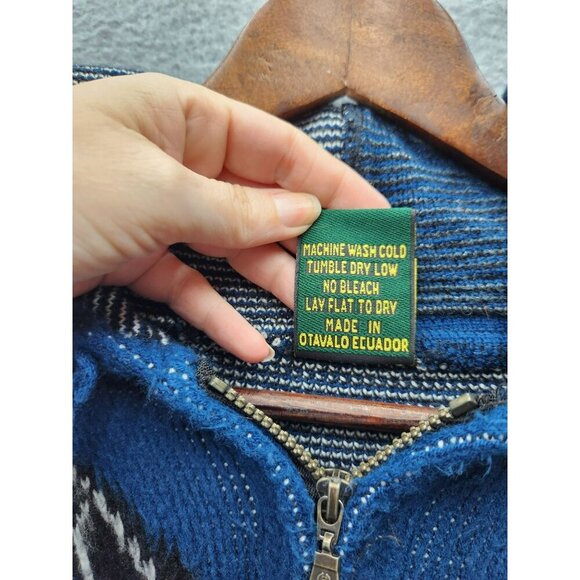 MACHINE WASH COLD
TUMBLE DRY LOW
NO BLEACH
LAY FLAT TO DRY
MADE IN
OTAVALO ECUADOR